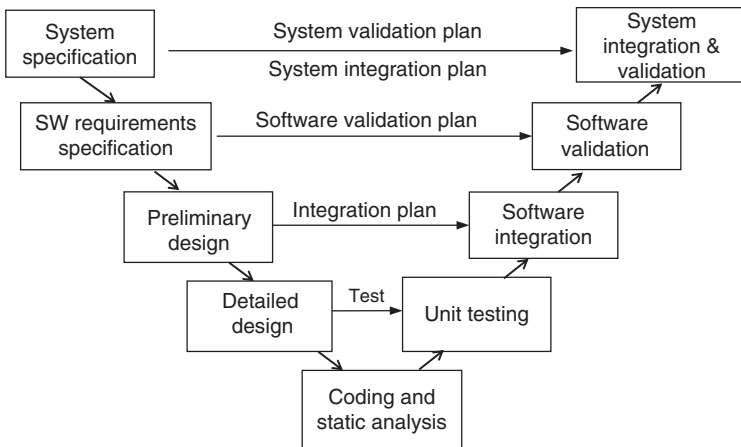 System
specification
System validation plan
System integration plan
System
integration &
validation
SW requirements
specification
Software validation plan
Software
validation
Preliminary
design
Integration plan
Software
integration
Detailed
design
Test
Unit testing
Coding and
static analysis